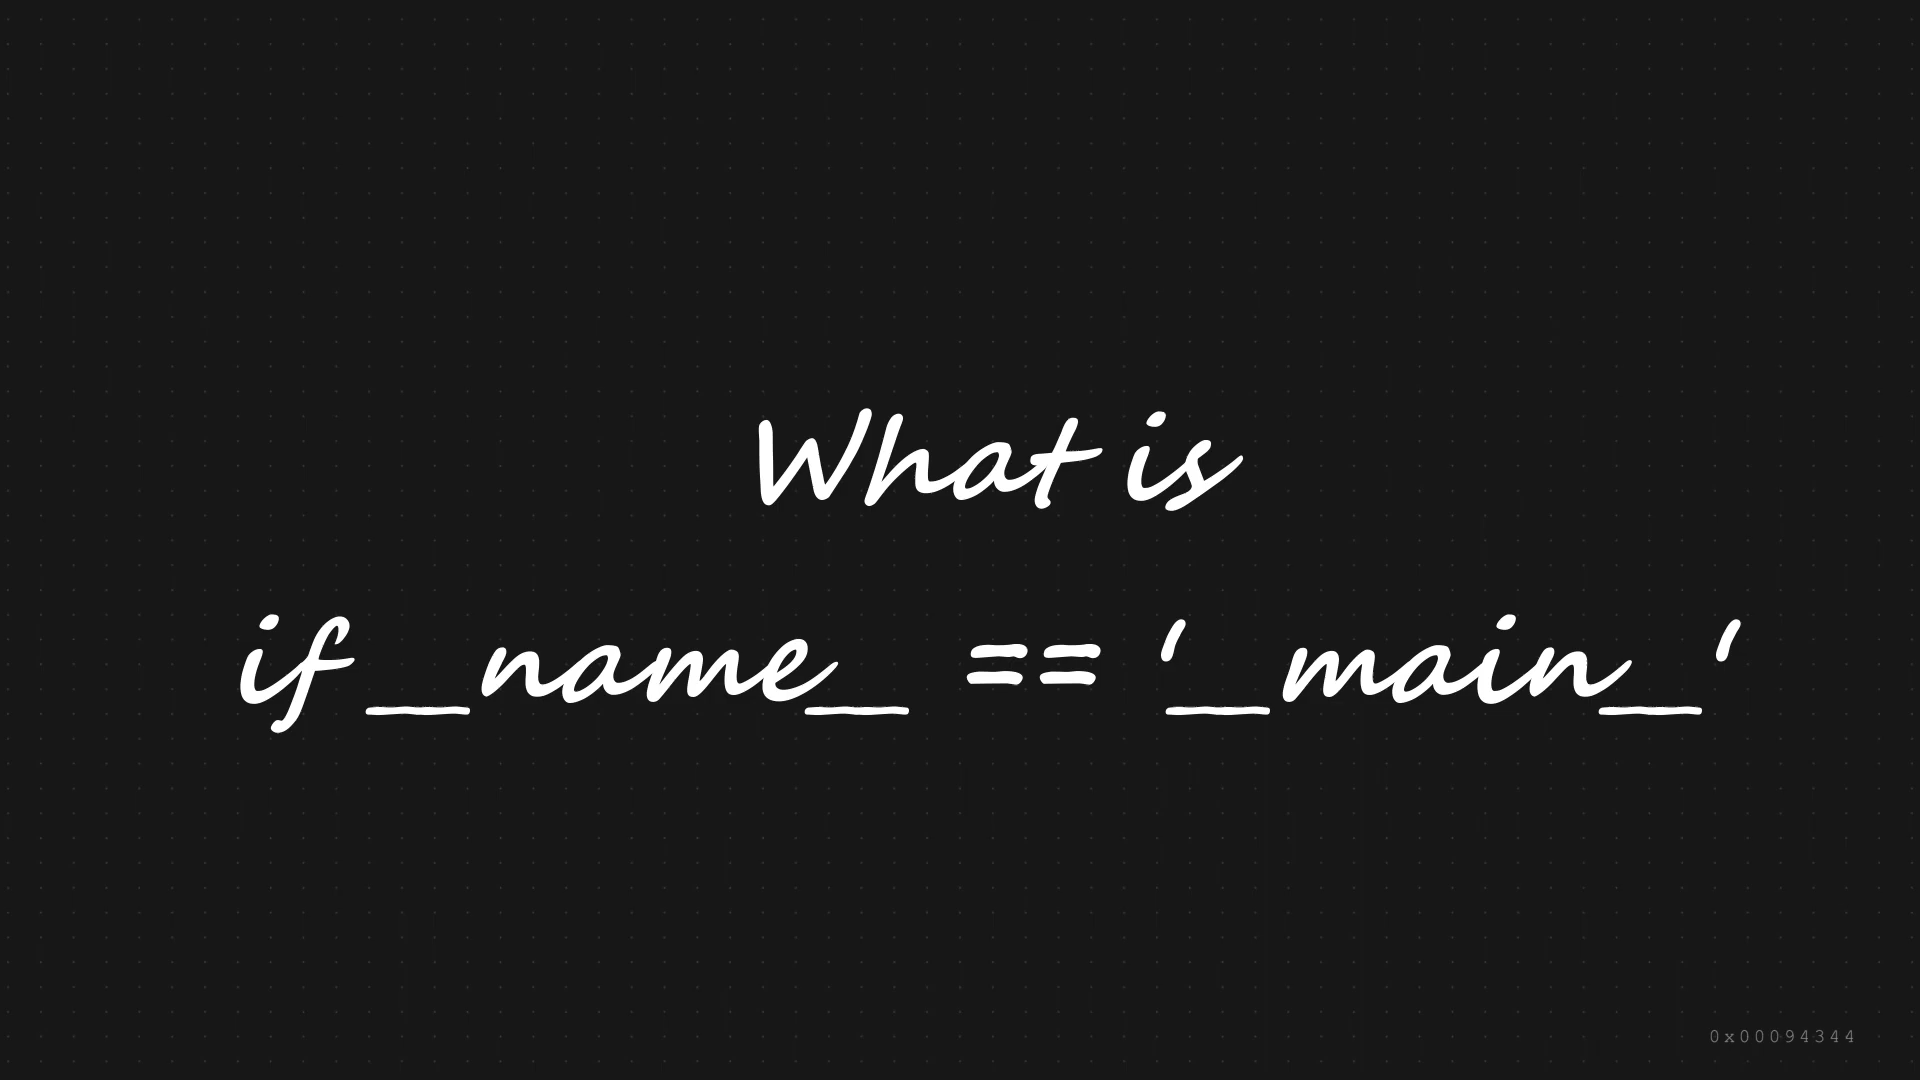 What is
if __name__ == '__main__'
0x00094344